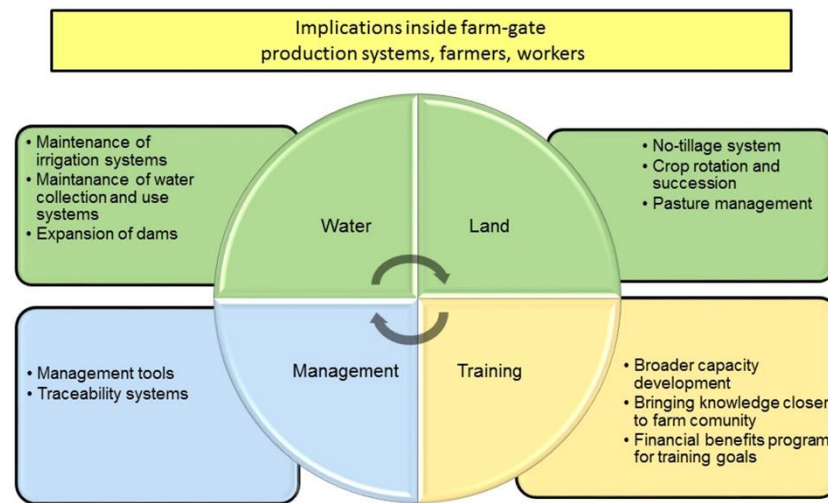 Implications inside farm-gate
production systems, farmers, workers
• Maintenance of
irrigation systems
• Maintanance of water
collection and use
systems
• Expansion of dams
Water
Land
• No-tillage system
• Crop rotation and
succession
• Pasture management
• Management tools
• Traceability systems
Management
Training
• Broader capacity
development
• Bringing knowledge closer
to farm comunity
• Financial benefits program
for training goals